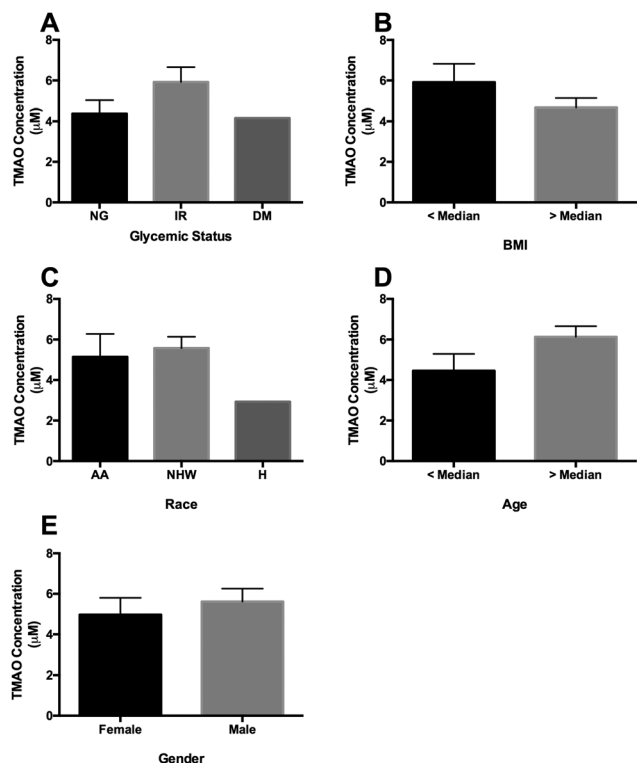 A
TMAO Concentration
(µM)
8
6
4
2
0
NG IR DM
Glycemic Status
B
TMAO Concentration
(µM)
8
6
4
2
0
< Median > Median
BMI
C
TMAO Concentration
(µM)
8
6
4
2
0
AA NHW H
Race
D
TMAO Concentration
(µM)
8
6
4
2
0
< Median > Median
Age
E
TMAO Concentration
(µM)
8
6
4
2
0
Female Male
Gender